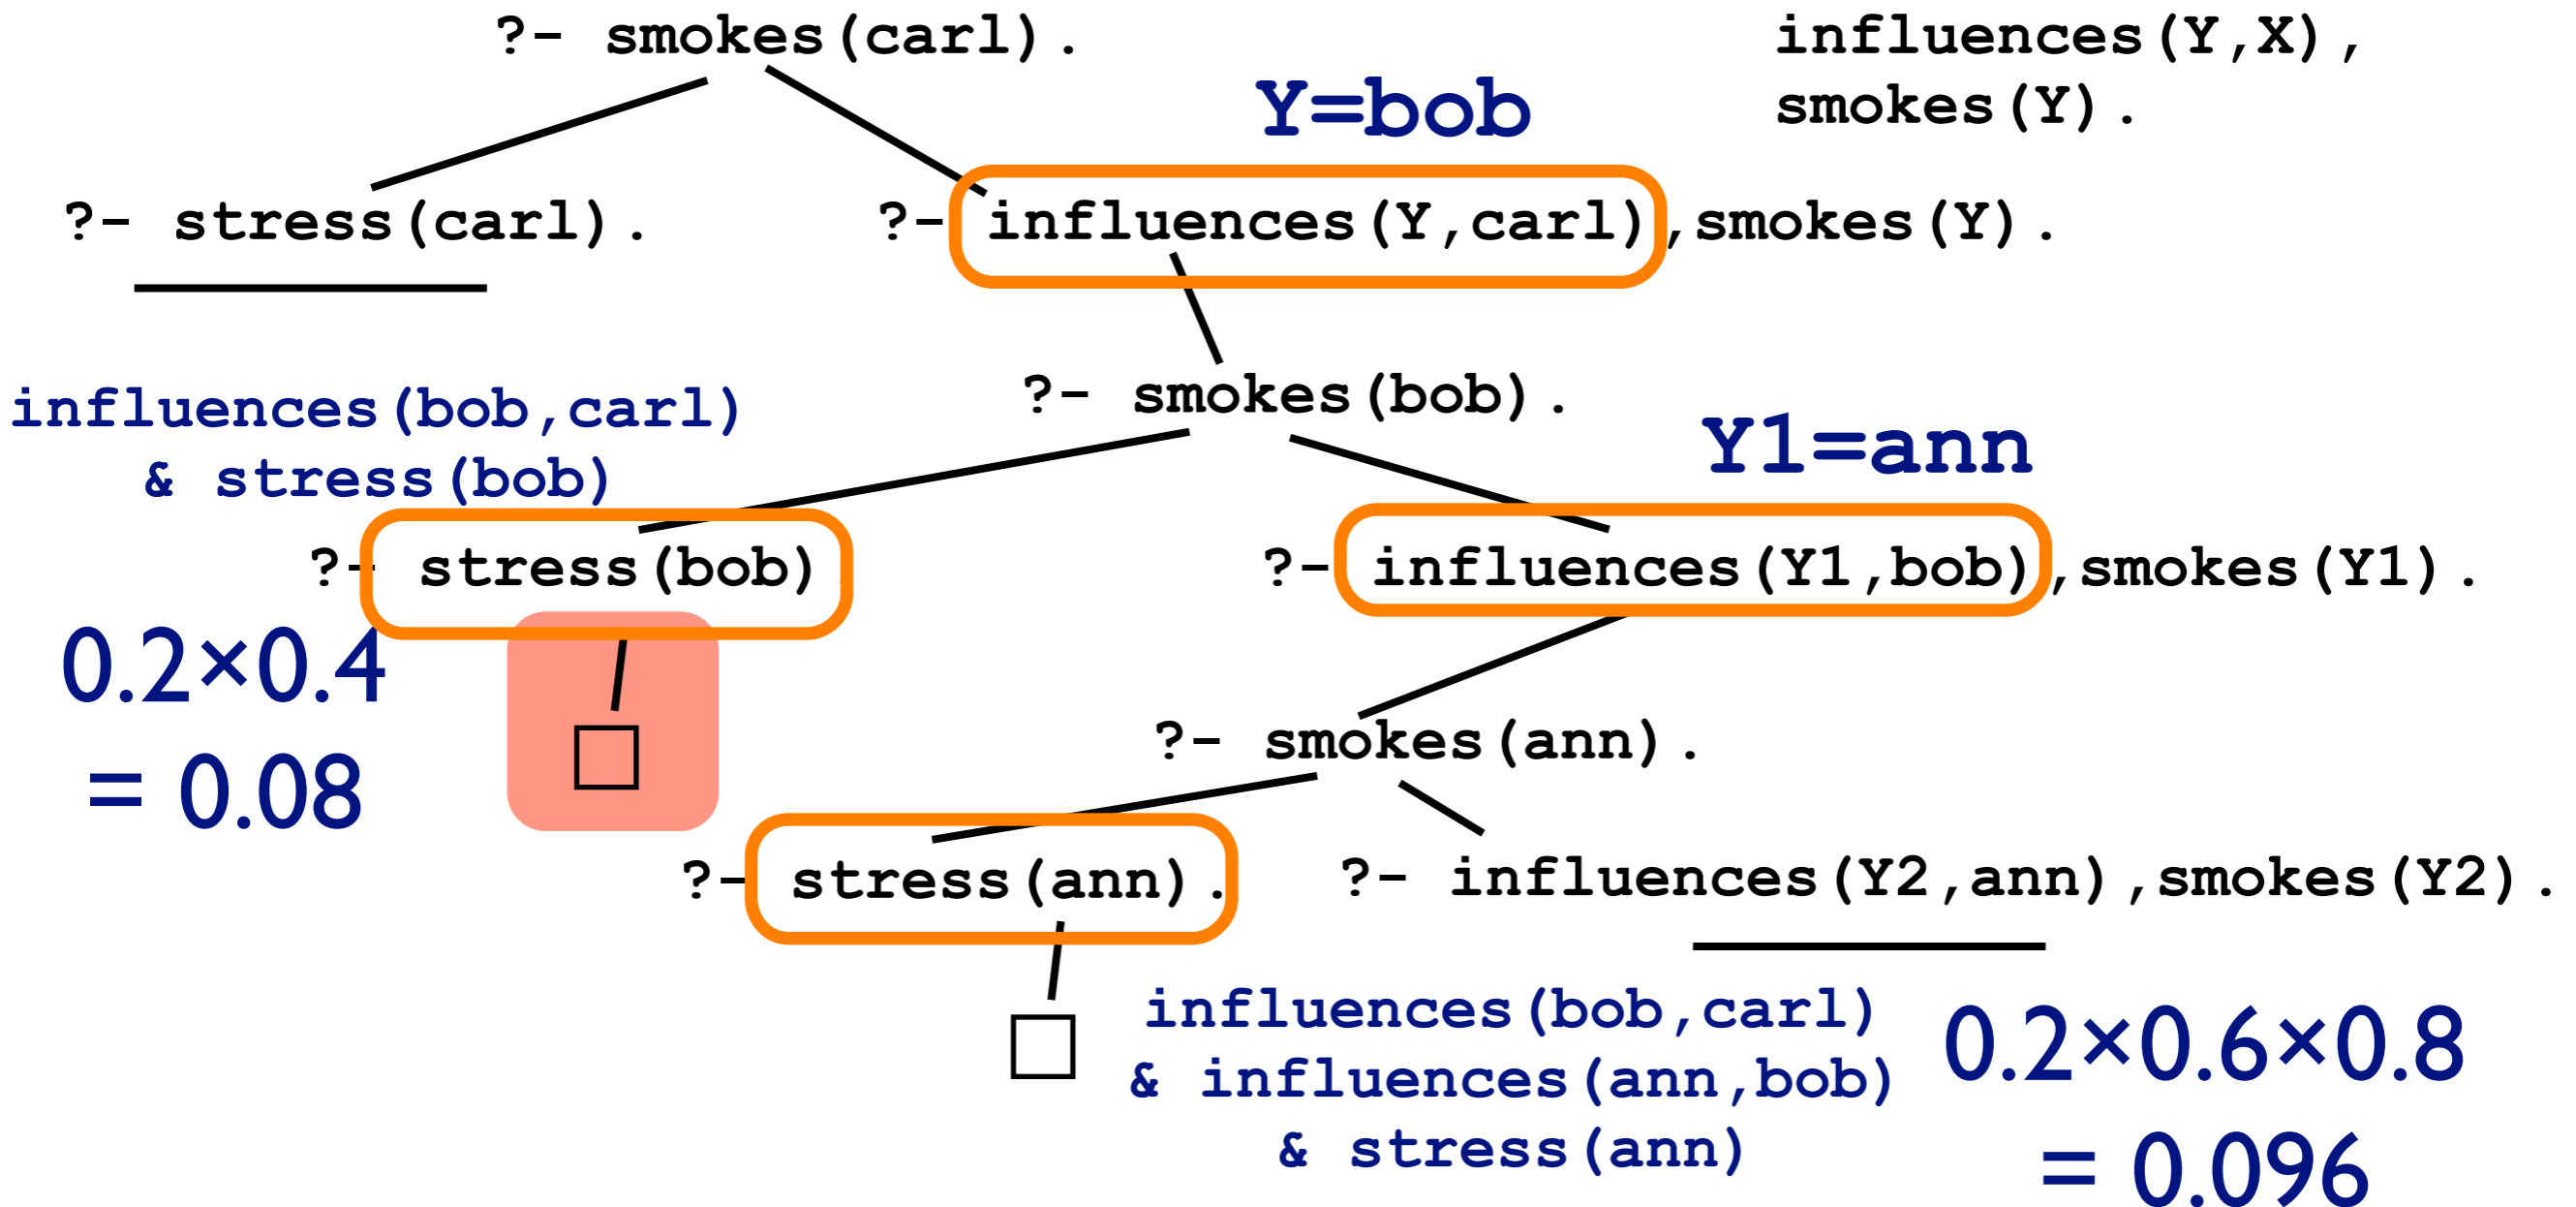 ?- smokes(carl).
influences(Y,X),
smokes(Y).
Y=bob
?- stress(carl).
?- influences(Y,carl),smokes(Y).
?- smokes(bob).
influences(bob,carl)
& stress(bob)
Y1=ann
?- stress(bob)
?- influences(Y1,bob),smokes(Y1).
0.2×0.4
= 0.08
?- smokes(ann).
?- stress(ann).
?- influences(Y2,ann),smokes(Y2).
influences(bob,carl)
& influences(ann,bob)
& stress(ann)
0.2×0.6×0.8
= 0.096